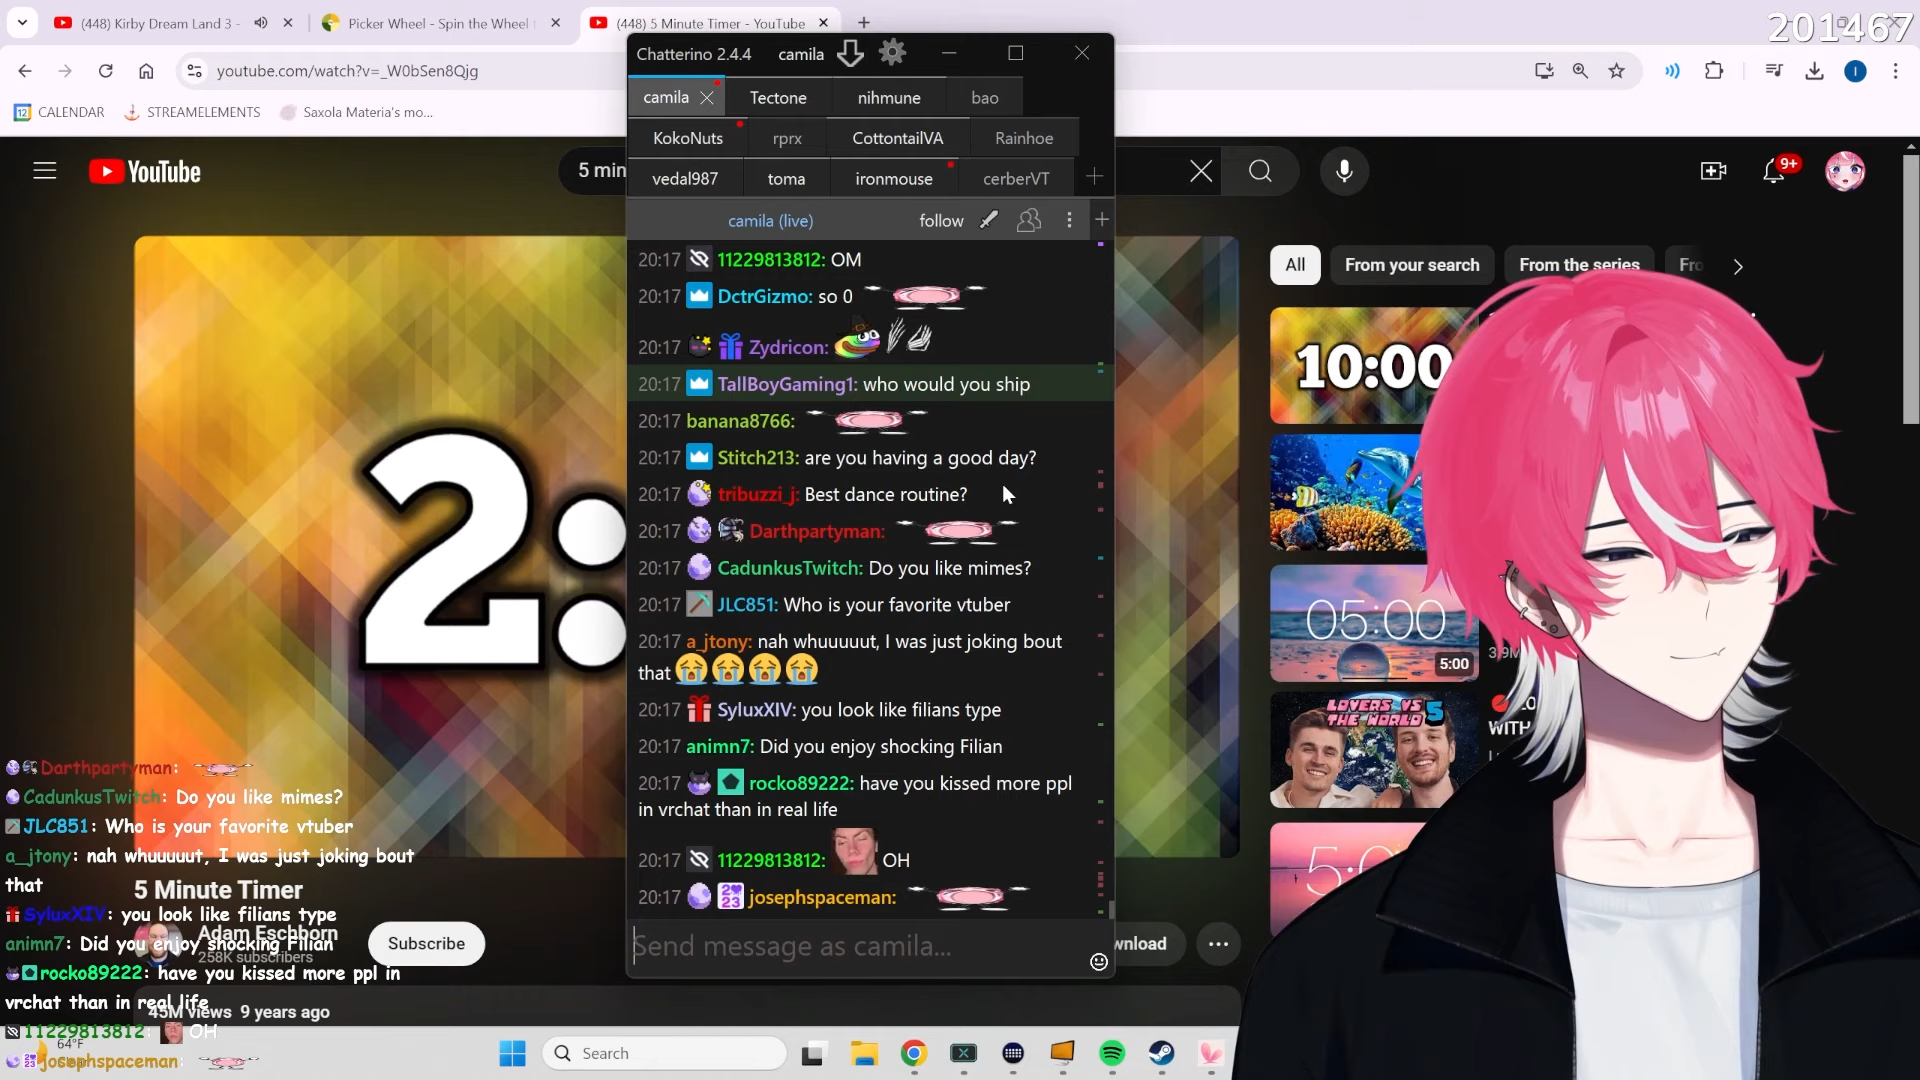 (448) Kirby Dream Land 3 -
Picker Wheel - Spin the Wheel
(448) 5 Minute Timer - YouTube
201467
youtube.com/watch?v=_W0bSen8Qjg
CALENDAR
STREAMELEMENTS
Saxola Materia's mo...
YouTube
5 min
9+
Chatterino 2.4.4
camila
camila
Tectone
nihmune
bao
KokoNuts
rprx
CottontailVA
Rainhoe
vedal987
toma
ironmouse
cerberVT
camila (live)
follow
20:17 11229813812: OM
20:17 DctrGizmo: so 0
20:17 Zydricon:
20:17 TallBoyGaming1: who would you ship
20:17 banana8766:
20:17 Stitch213: are you having a good day?
20:17 tribuzzi_j: Best dance routine?
20:17 Darthpartyman:
20:17 CadunkusTwitch: Do you like mimes?
20:17 JLC851: Who is your favorite vtuber
20:17 a_jtony: nah whuuuuut, I was just joking bout
that
20:17 SyluxXIV: you look like filians type
20:17 animn7: Did you enjoy shocking Filian
20:17 rocko89222: have you kissed more ppl
in vrchat than in real life
20:17 11229813812: OH
20:17 josephspaceman:
Send message as camila...
All
From your search
From the series
Fro
10:00
05:00
5:00
3.9M
LOVERS VS
THE WORLD 5
WITH
5:0
2:
Darthpartyman:
CadunkusTwitch: Do you like mimes?
JLC851: Who is your favorite vtuber
a_jtony: nah whuuuuut, I was just joking bout
that
SyluxXIV: you look like filians type
animn7: Did you enjoy shocking Filian
rocko89222: have you kissed more ppl in
vrchat than in real life
11229813812: OH
josephspaceman:
5 Minute Timer
Adam Eschborn
258K subscribers
Subscribe
wnload
45M views 9 years ago
64°F
Search